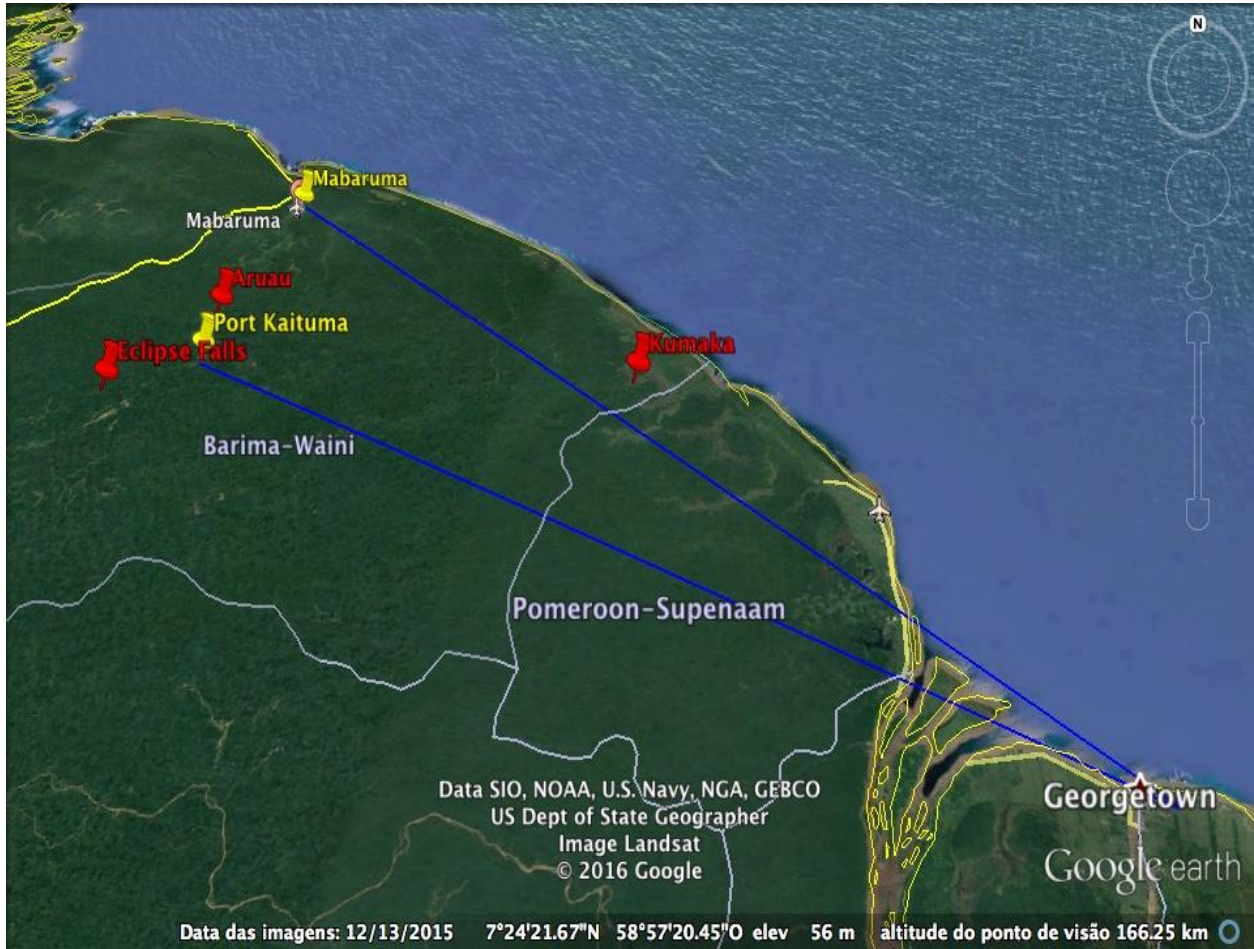 N
Mabaruma
Mabaruma
Aruau
Port Kaituma
Eclipse Falls
Kumaka
Barima-Waini
Pomeroon-Supenaam
Georgetown
Data SIO, NOAA, U.S. Navy, NGA, GEBCO
US Dept of State Geographer
Image Landsat
© 2016 Google
Google earth
Data das imagens: 12/13/2015 7°24'21.67"N 58°57'20.45"O elev 56 m altitude do ponto de visão 166.25 km